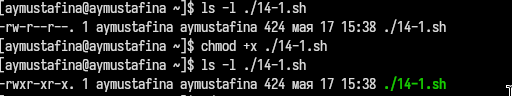 [aymustafina@aymustafina ~]$ ls -l ./14-1.sh
-rw-r--r--. 1 aymustafina aymustafina 424 мая 17 15:38 ./14-1.sh
[aymustafina@aymustafina ~]$ chmod +x ./14-1.sh
[aymustafina@aymustafina ~]$ ls -l ./14-1.sh
-rwxr-xr-x. 1 aymustafina aymustafina 424 мая 17 15:38 ./14-1.sh